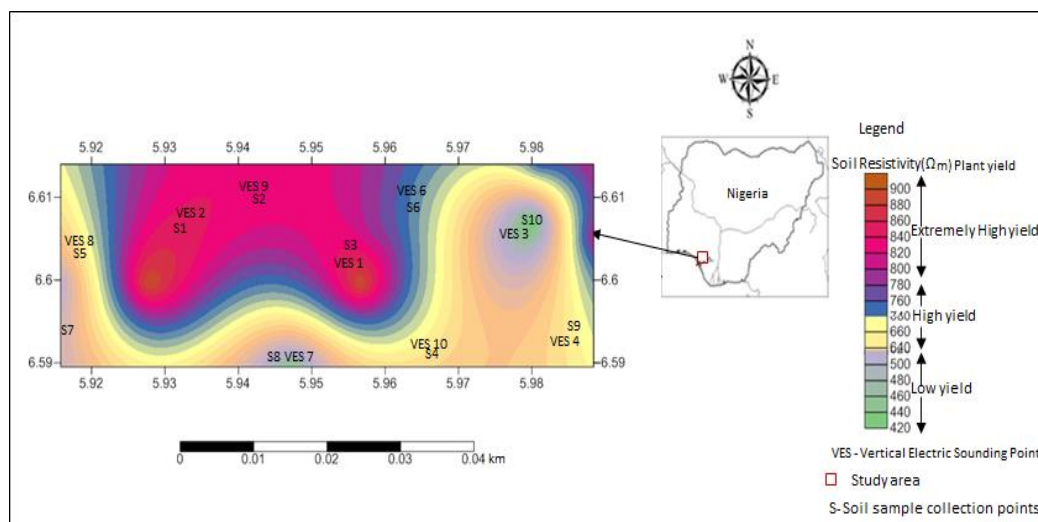 N
W E
S
Legend
5.92 5.93 5.94 5.95 5.96 5.97 5.98
Soil Resistivity(Ωm) Plant yield
Nigeria
900
880
860
840
820
800
780
760
740
340
660
640
620
500
480
460
440
420
Extremely High yield
High yield
Low yield
6.61
6.6
6.59
6.61
6.6
6.59
VES 9
S2
VES 6
S6
VES 2
S1
S10
VES 3
VES 8
S5
S3
VES 1
S7
S9
VES 4
VES 10
S4
S8 VES 7
5.92 5.93 5.94 5.95 5.96 5.97 5.98
0 0.01 0.02 0.03 0.04 km
VES - Vertical Electric Sounding Point
Study area
S- Soil sample collection points